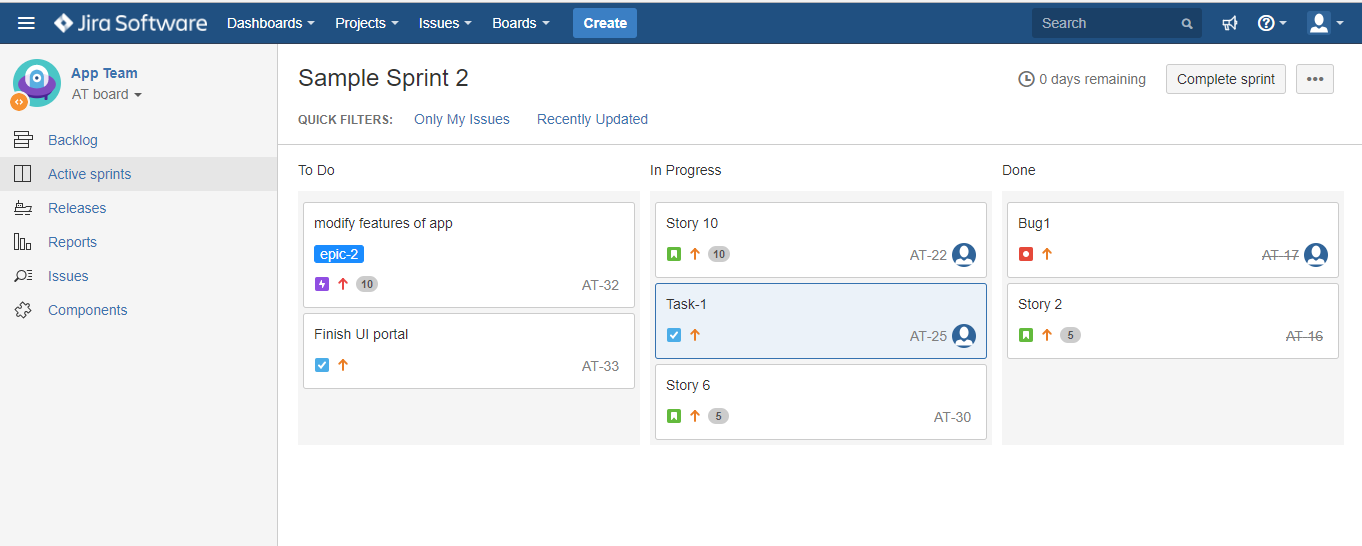 Jira Software Dashboards Projects Issues Boards Create Search
App Team
AT board
Backlog
Active sprints
Releases
Reports
Issues
Components
Sample Sprint 2
0 days remaining Complete sprint
QUICK FILTERS: Only My Issues Recently Updated
To Do
modify features of app
epic-2
10 AT-32
Finish UI portal
AT-33
In Progress
Story 10
10 AT-22
Task-1
AT-25
Story 6
5 AT-30
Done
Bug1
AT-17
Story 2
5 AT-16